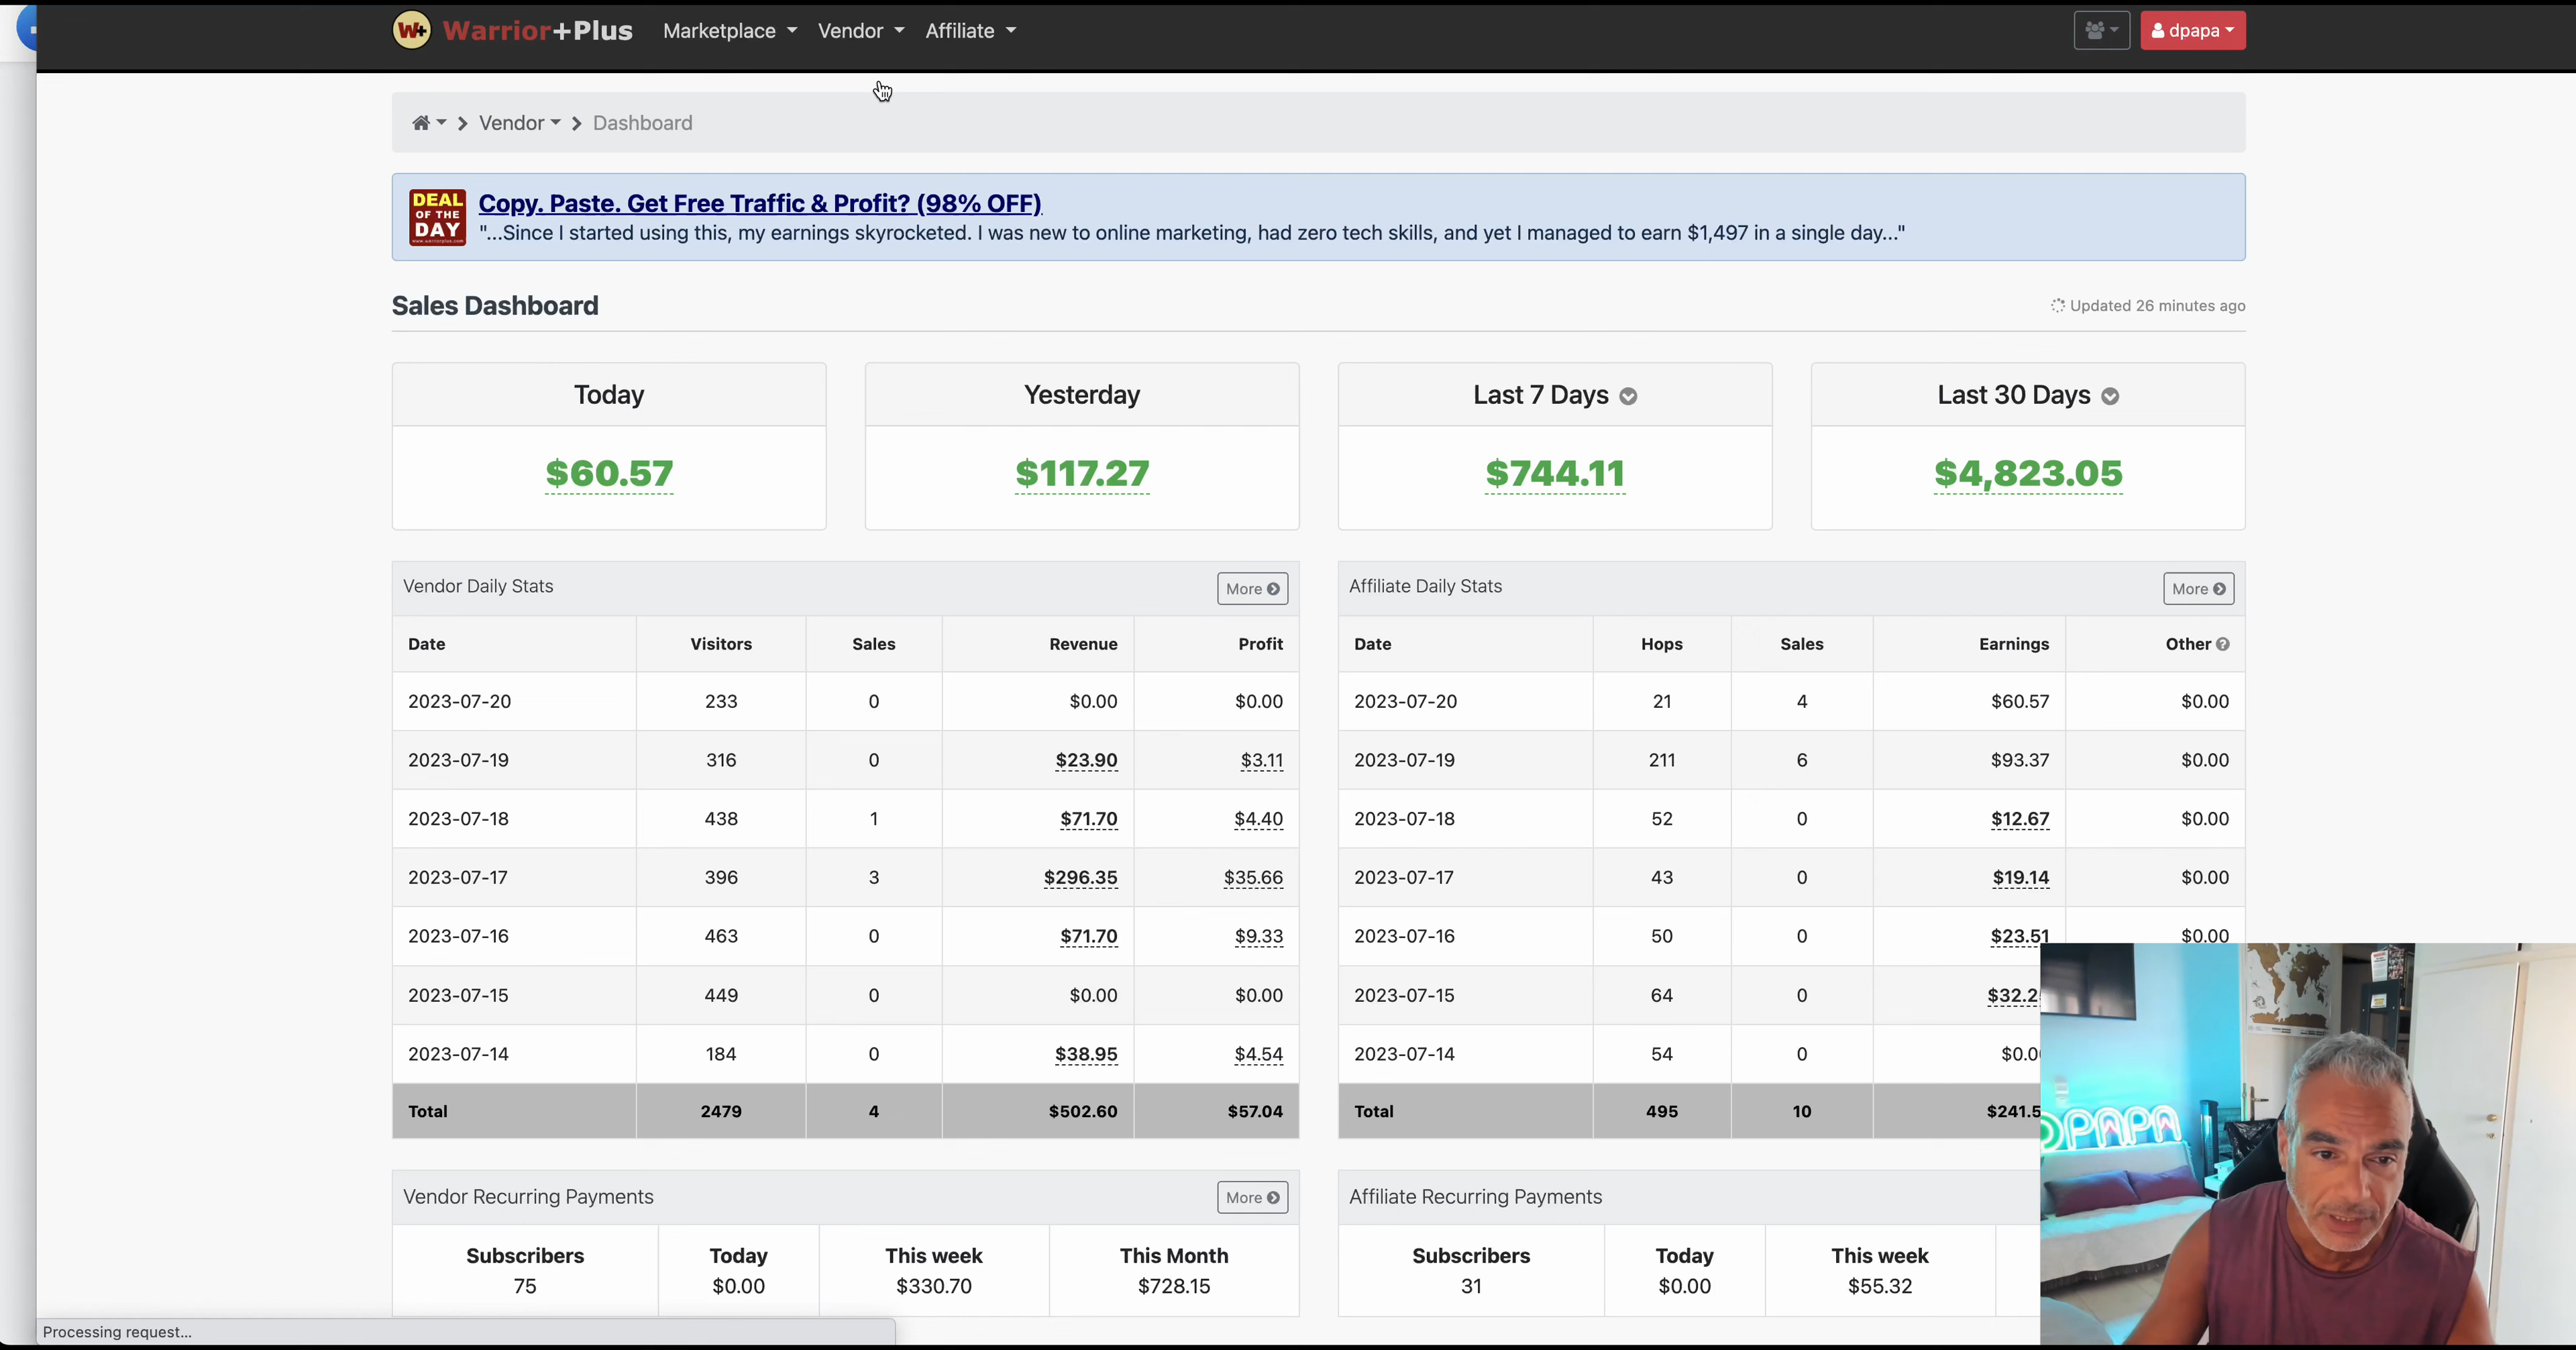 W+ Warrior+Plus Marketplace Vendor Affiliate dpapa
Vendor Dashboard
DEAL OF THE DAY
www.warriorplus.com
Copy. Paste. Get Free Traffic & Profit? (98% OFF)
"...Since I started using this, my earnings skyrocketed. I was new to online marketing, had zero tech skills, and yet I managed to earn $1,497 in a single day..."
Sales Dashboard Updated 26 minutes ago
Today Yesterday Last 7 Days Last 30 Days
$60.57 $117.27 $744.11 $4,823.05
Vendor Daily Stats More
Date Visitors Sales Revenue Profit
2023-07-20 233 0 $0.00 $0.00
2023-07-19 316 0 $23.90 $3.11
2023-07-18 438 1 $71.70 $4.40
2023-07-17 396 3 $296.35 $35.66
2023-07-16 463 0 $71.70 $9.33
2023-07-15 449 0 $0.00 $0.00
2023-07-14 184 0 $38.95 $4.54
Total 2479 4 $502.60 $57.04
Affiliate Daily Stats More
Date Hops Sales Earnings Other
2023-07-20 21 4 $60.57 $0.00
2023-07-19 211 6 $93.37 $0.00
2023-07-18 52 0 $12.67 $0.00
2023-07-17 43 0 $19.14 $0.00
2023-07-16 50 0 $23.51 $0.00
2023-07-15 64 0 $32.2
2023-07-14 54 0 $0.0
Total 495 10 $241.5
Vendor Recurring Payments More
Subscribers Today This week This Month
75 $0.00 $330.70 $728.15
Affiliate Recurring Payments
Subscribers Today This week
31 $0.00 $55.32
DPAPA
Processing request...